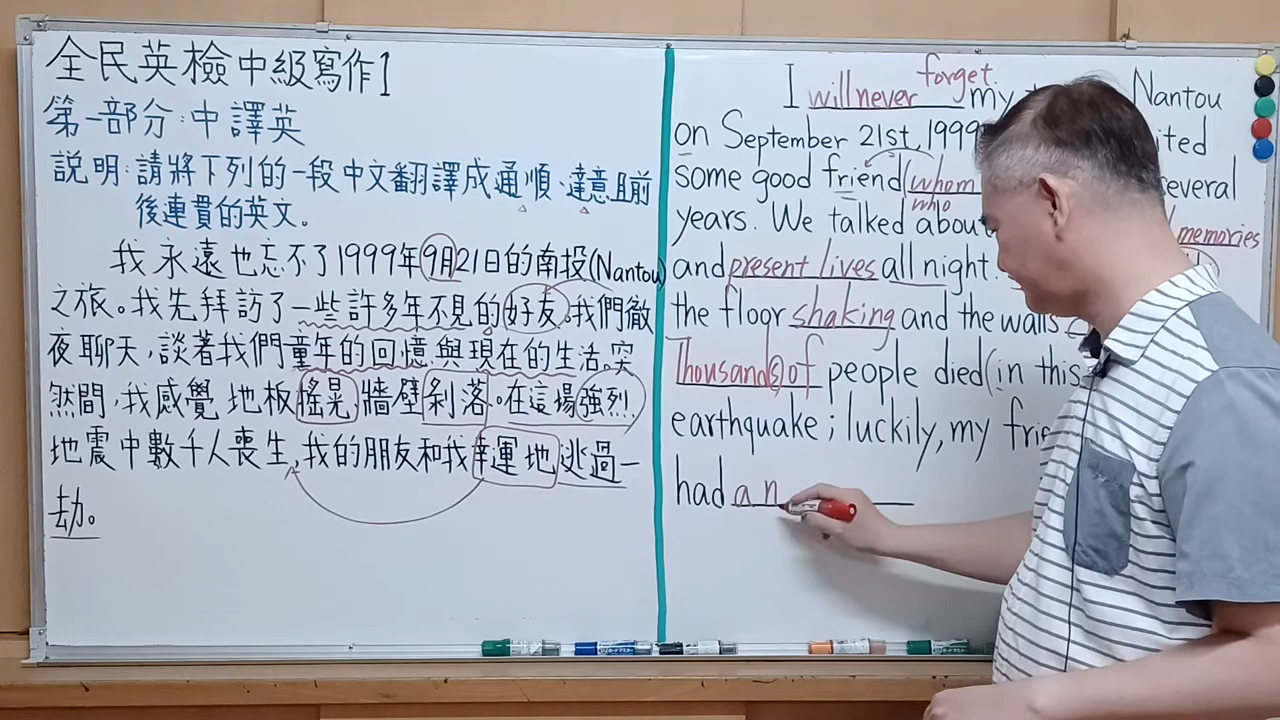 全民英檢中級寫作1
第一部分:中譯英
説明:請將下列的一段中文翻譯成通順、達意且前
後連貫的英文。
我永遠也忘不了1999年9月21日的南投(Nantou)
之旅。我先拜訪了一些許多年不見的好友。我們徹
夜聊天,談著我們童年的回憶與現在的生活。突
然間,我感覺地板搖晃牆壁剝落。在這場強烈
地震中數千人喪生,我的朋友和我幸運地逃過一
劫。
I will never forget my Nantou
on September 21st, 1999
some good friend (whom several
who
years. We talked memories
and present lives all night.
the floor shaking and the walls
Thousand(s) of people died (in this
earthquake; luckily, my
had a n